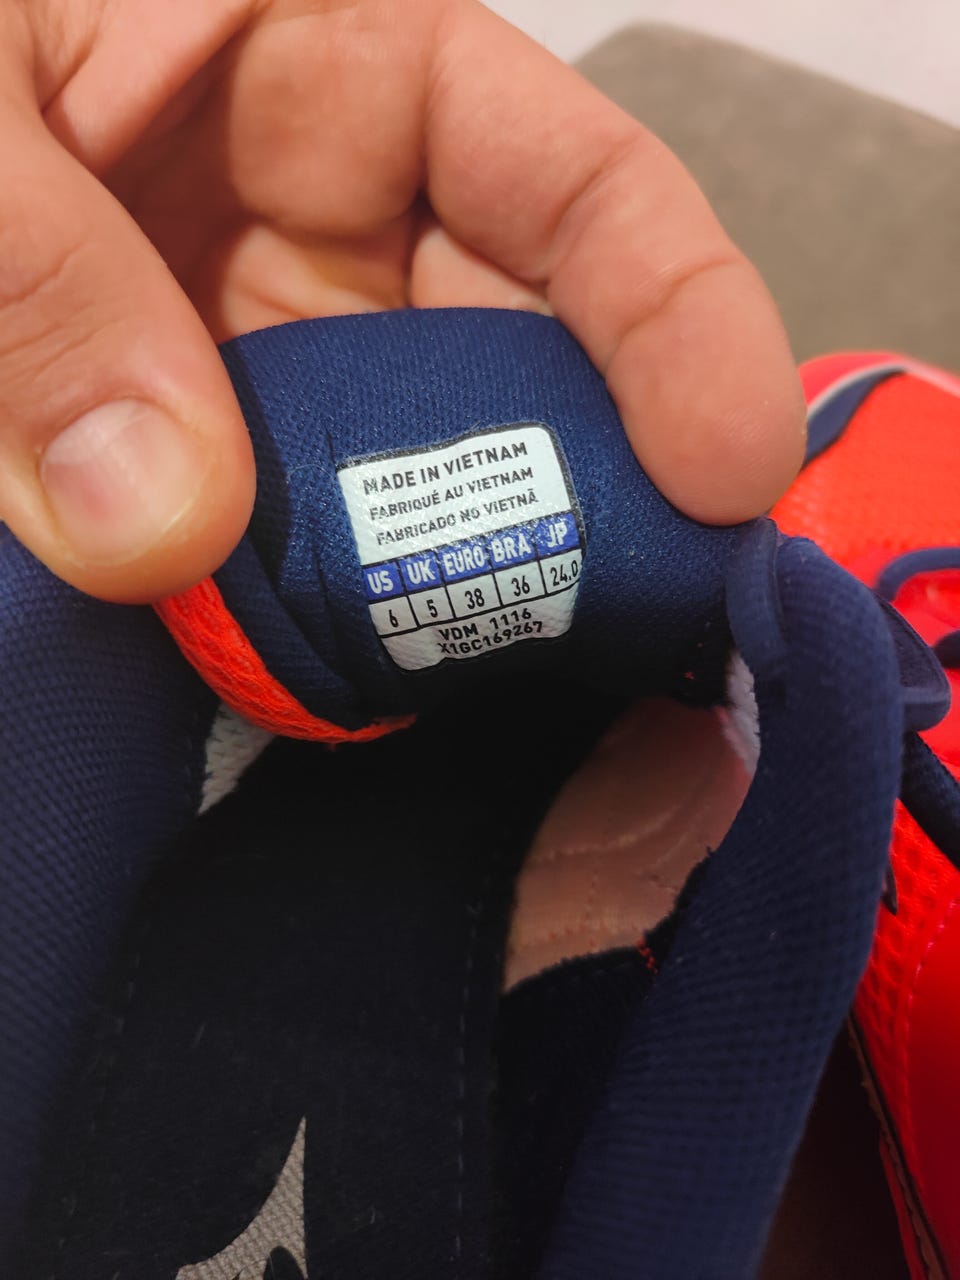 MADE IN VIETNAM
FABRIQUÉ AU VIETNAM
FABRICADO NO VIETNÃ
US UK EURO BRA JP
6 5 38 36 24.0
VDM 1116
X1GC169267